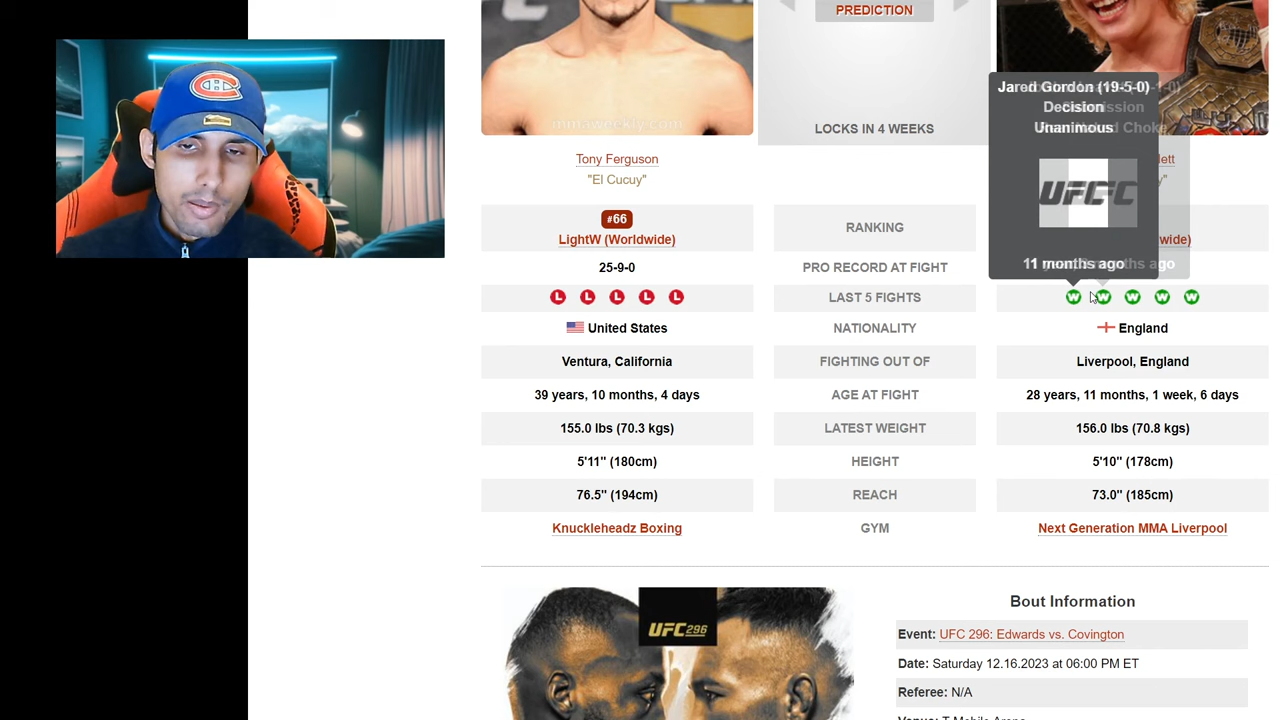 PREDICTION
LOCKS IN 4 WEEKS
mmaweekly.com
Jared Gordon (19-5-0)
Decision
Unanimous
UFC
11 months ago
Tony Ferguson
"El Cucuy"
#66
LightW (Worldwide)
RANKING
25-9-0 PRO RECORD AT FIGHT
L L L L L LAST 5 FIGHTS W W W W W
United States NATIONALITY England
Ventura, California FIGHTING OUT OF Liverpool, England
39 years, 10 months, 4 days AGE AT FIGHT 28 years, 11 months, 1 week, 6 days
155.0 lbs (70.3 kgs) LATEST WEIGHT 156.0 lbs (70.8 kgs)
5'11" (180cm) HEIGHT 5'10" (178cm)
76.5" (194cm) REACH 73.0" (185cm)
Knuckleheadz Boxing GYM Next Generation MMA Liverpool
UFC 296
Bout Information
Event: UFC 296: Edwards vs. Covington
Date: Saturday 12.16.2023 at 06:00 PM ET
Referee: N/A